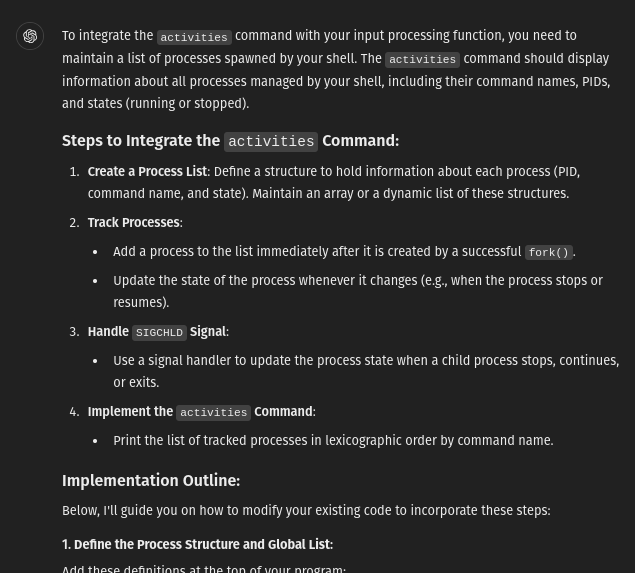 To integrate the activities command with your input processing function, you need to
maintain a list of processes spawned by your shell. The activities command should display
information about all processes managed by your shell, including their command names, PIDs,
and states (running or stopped).
Steps to Integrate the activities Command:
1. Create a Process List: Define a structure to hold information about each process (PID,
command name, and state). Maintain an array or a dynamic list of these structures.
2. Track Processes:
• Add a process to the list immediately after it is created by a successful fork().
• Update the state of the process whenever it changes (e.g., when the process stops or
resumes).
3. Handle SIGCHLD Signal:
• Use a signal handler to update the process state when a child process stops, continues,
or exits.
4. Implement the activities Command:
• Print the list of tracked processes in lexicographic order by command name.
Implementation Outline:
Below, I'll guide you on how to modify your existing code to incorporate these steps:
1. Define the Process Structure and Global List:
Add these definitions at the top of your program: